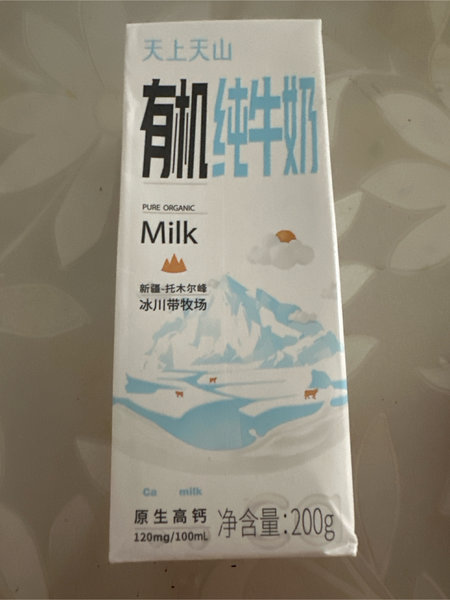 天上天山
有机纯牛奶
PURE ORGANIC
Milk
新疆-托木尔峰
冰川带牧场
Ca milk
原生高钙
120mg/100mL
净含量:200g